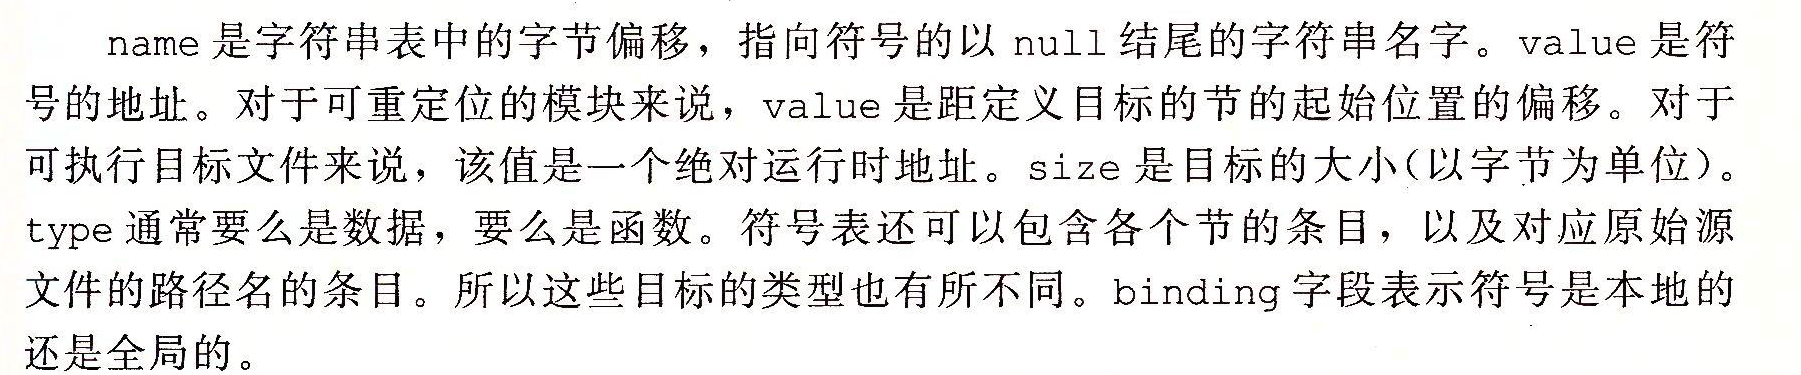 name 是字符串表中的字节偏移，指向符号的以 null 结尾的字符串名字。value 是符
号的地址。对于可重定位的模块来说，value 是距定义目标的节的起始位置的偏移。对于
可执行目标文件来说，该值是一个绝对运行时地址。size 是目标的大小(以字节为单位)。
type 通常要么是数据，要么是函数。符号表还可以包含各个节的条目，以及对应原始源
文件的路径名的条目。所以这些目标的类型也有所不同。binding 字段表示符号是本地的
还是全局的。